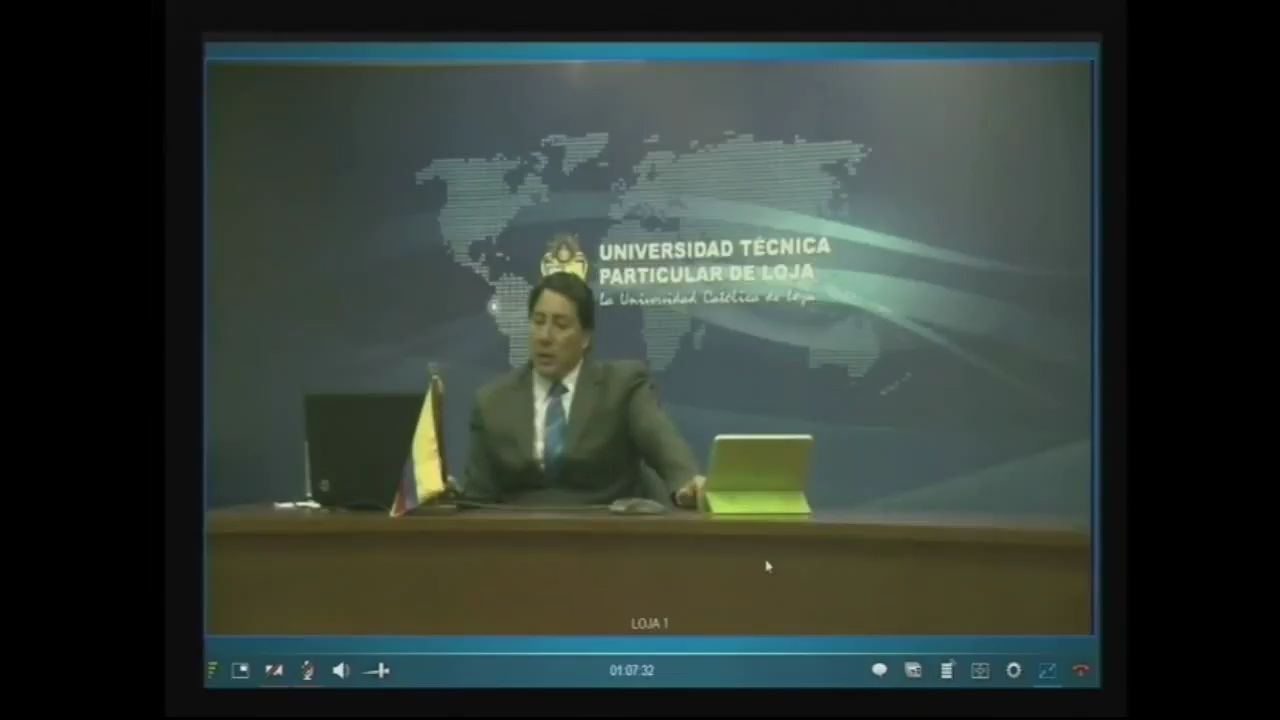 UNIVERSIDAD TÉCNICA
PARTICULAR DE LOJA
La Universidad Católica de Loja
LOJA 1
01:07:32